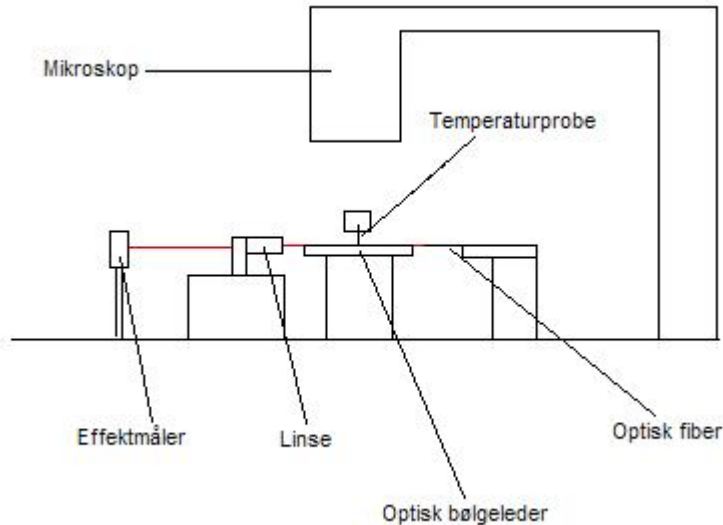 Mikroskop
Temperaturprobe
Effektmåler
Linse
Optisk fiber
Optisk bølgeleder